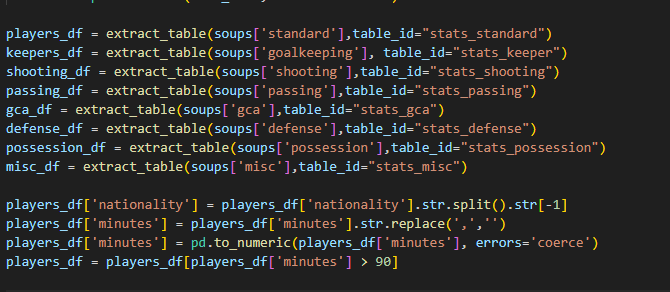 players_df = extract_table(soups['standard'],table_id="stats_standard")
keepers_df = extract_table(soups['goalkeeping'], table_id="stats_keeper")
shooting_df = extract_table(soups['shooting'],table_id="stats_shooting")
passing_df = extract_table(soups['passing'],table_id="stats_passing")
gca_df = extract_table(soups['gca'],table_id="stats_gca")
defense_df = extract_table(soups['defense'],table_id="stats_defense")
possession_df = extract_table(soups['possession'],table_id="stats_possession")
misc_df = extract_table(soups['misc'],table_id="stats_misc")
players_df['nationality'] = players_df['nationality'].str.split().str[-1]
players_df['minutes'] = players_df['minutes'].str.replace(',','')
players_df['minutes'] = pd.to_numeric(players_df['minutes'], errors='coerce')
players_df = players_df[players_df['minutes'] > 90]